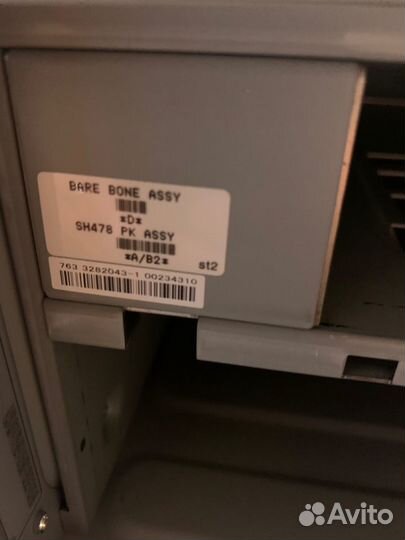 BARE BONE ASSY
*D*
SH478 PK ASSY
*A/B2*
st2
763 3282043-1 00234310
Avito